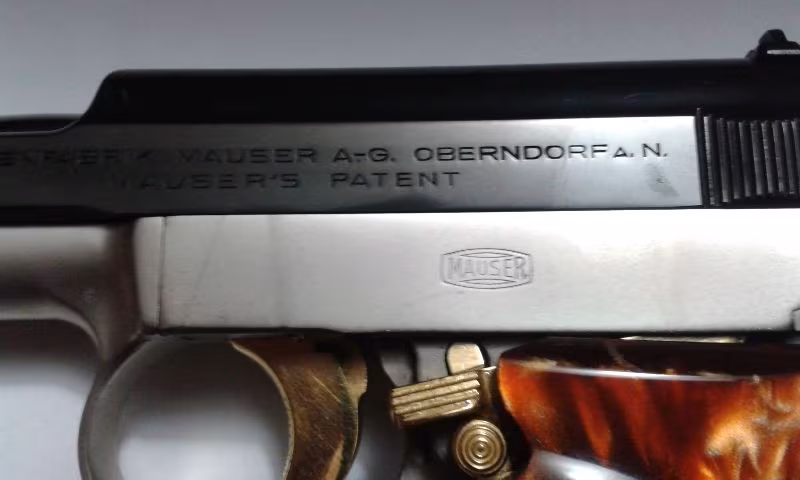 MAUSER A-G. OBERNDORF A. N.
MAUSER'S PATENT
MAUSER